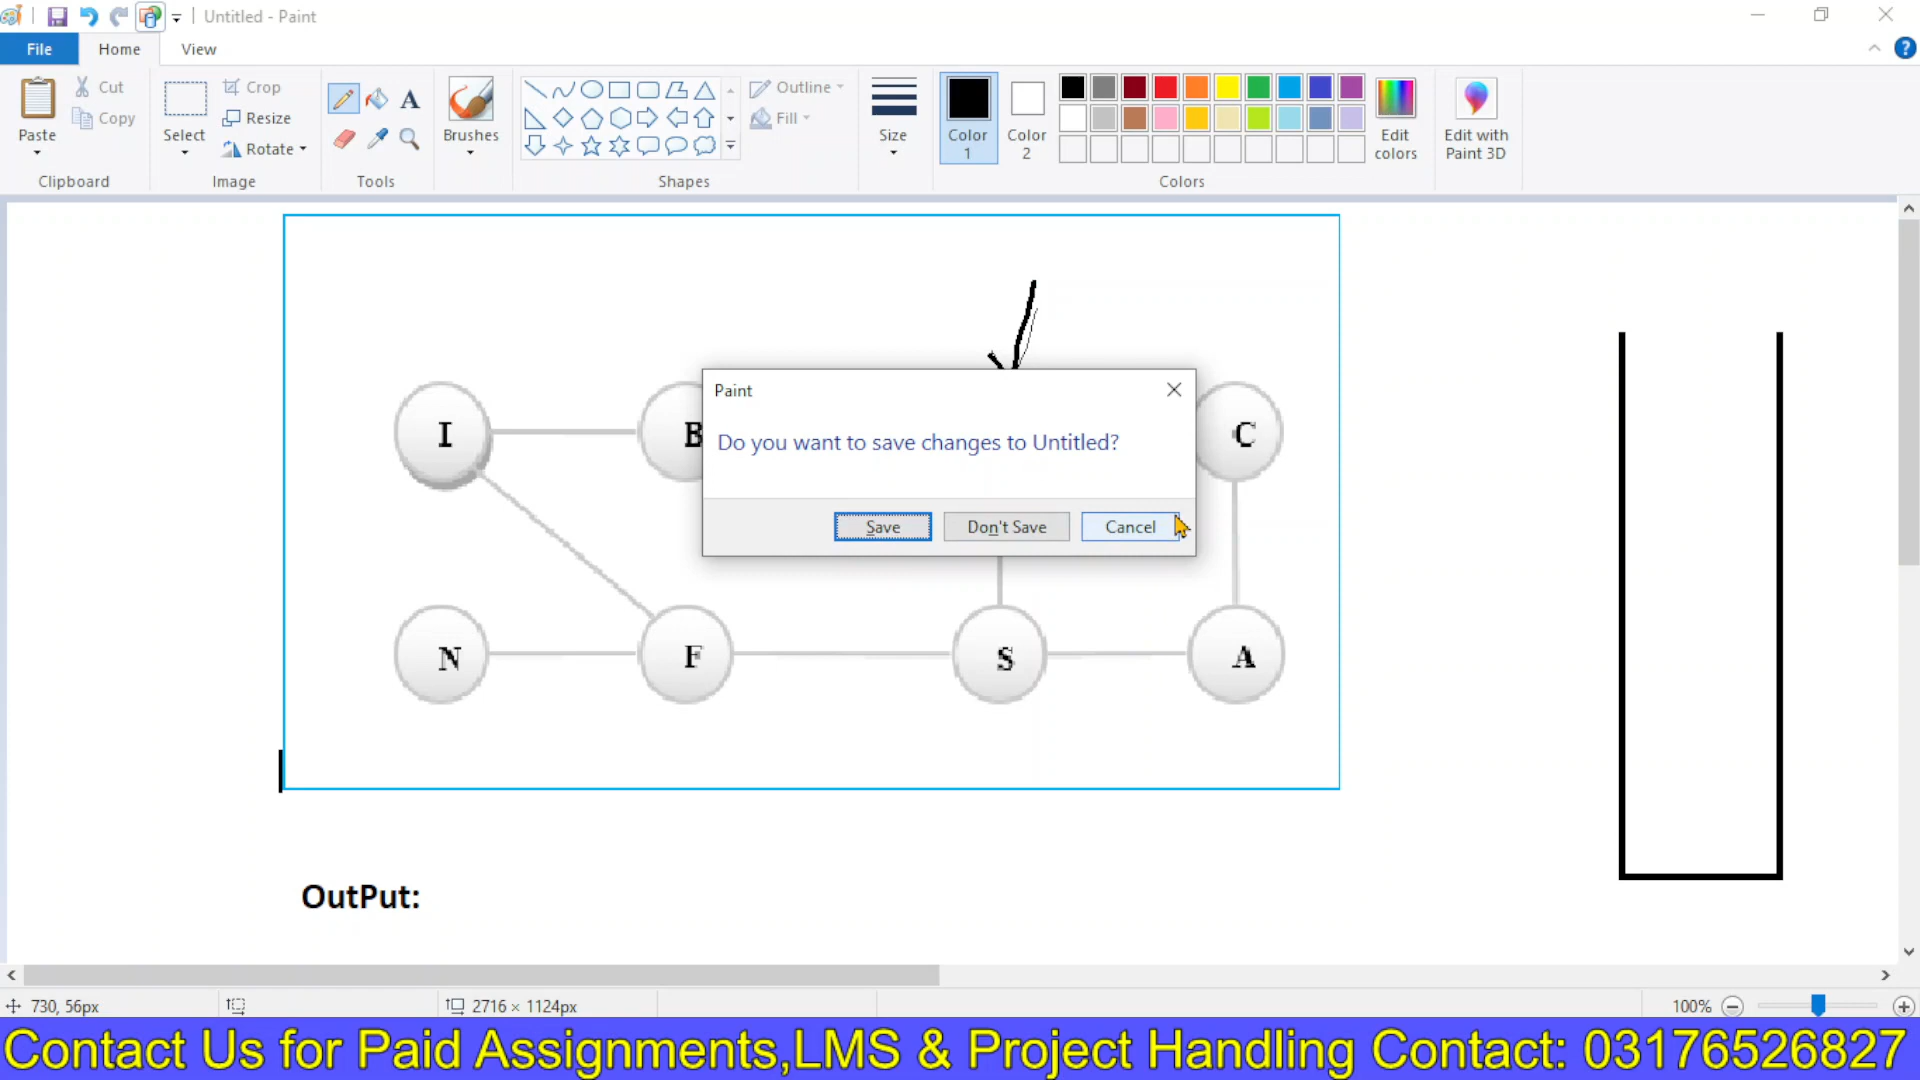 Untitled - Paint
File Home View
Paste
Cut
Copy
Clipboard
Select
Crop
Resize
Rotate
Image
A
Tools
Brushes
Shapes
Outline
Fill
Size
Color 1
Color 2
Colors
Edit colors
Edit with Paint 3D
Paint
Do you want to save changes to Untitled?
Save Don't Save Cancel
I B C
N F S A
OutPut:
730, 56px 2716 × 1124px 100%
Contact Us for Paid Assignments,LMS & Project Handling Contact: 03176526827